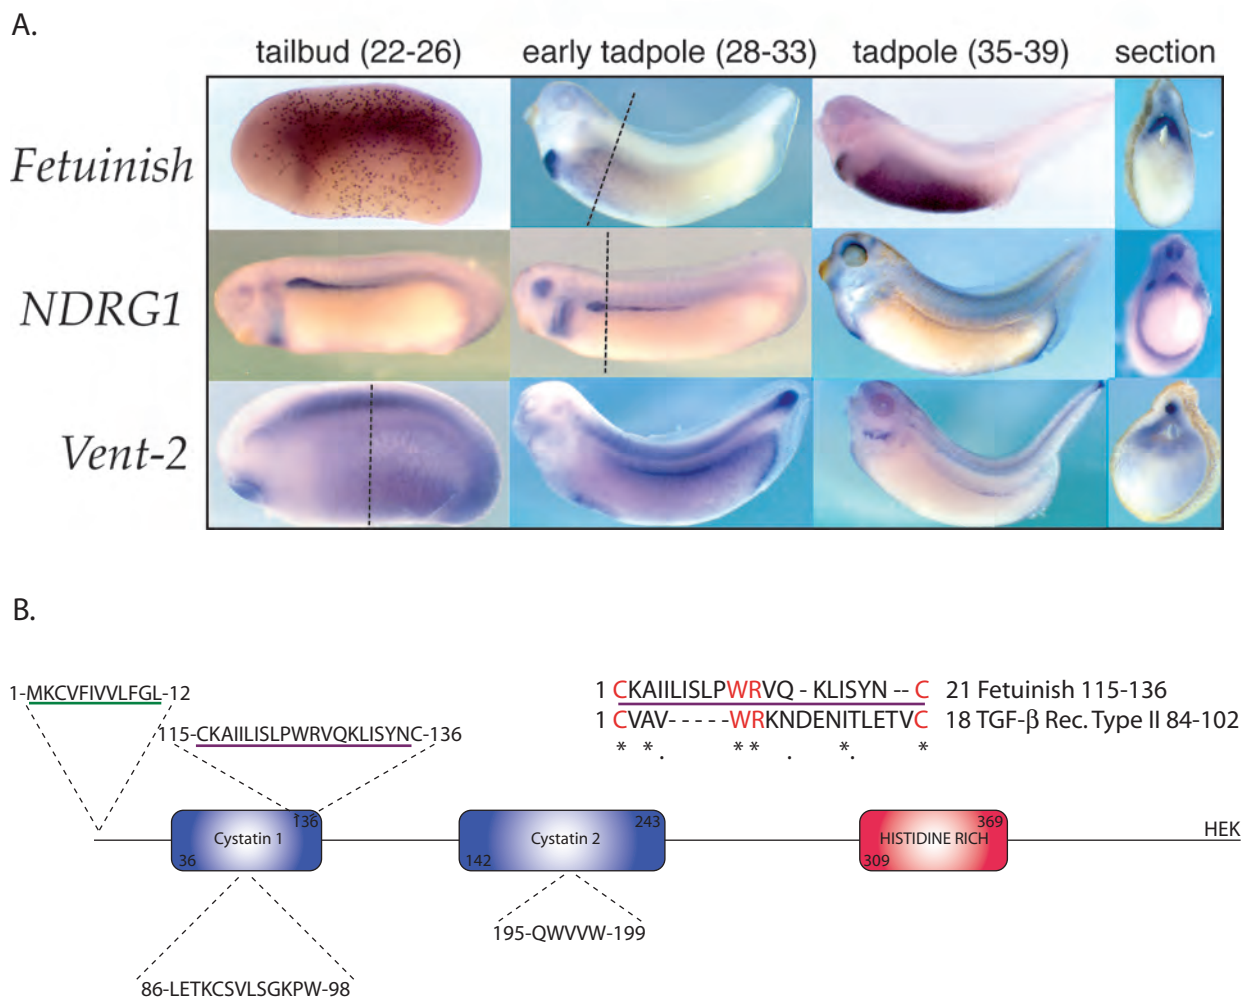 A.
tailbud (22-26) early tadpole (28-33) tadpole (35-39) section
Fetuinish
NDRG1
Vent-2
B.
1-MKCVFIVVLFGL-12
115-CKAIILISLPWRVQKLISYNC-136
1 CKAIILISLPWRVQ - KLISYN -- C 21 Fetuinish 115-136
1 CVAV- - - - -WRKNDENITLETVC 18 TGF-β Rec. Type II 84-102
* *. ** . *. *
136 243 369
Cystatin 1 Cystatin 2 HISTIDINE RICH HEK
36 142 309
195-QWVVW-199
86-LETKCSVLSGKPW-98